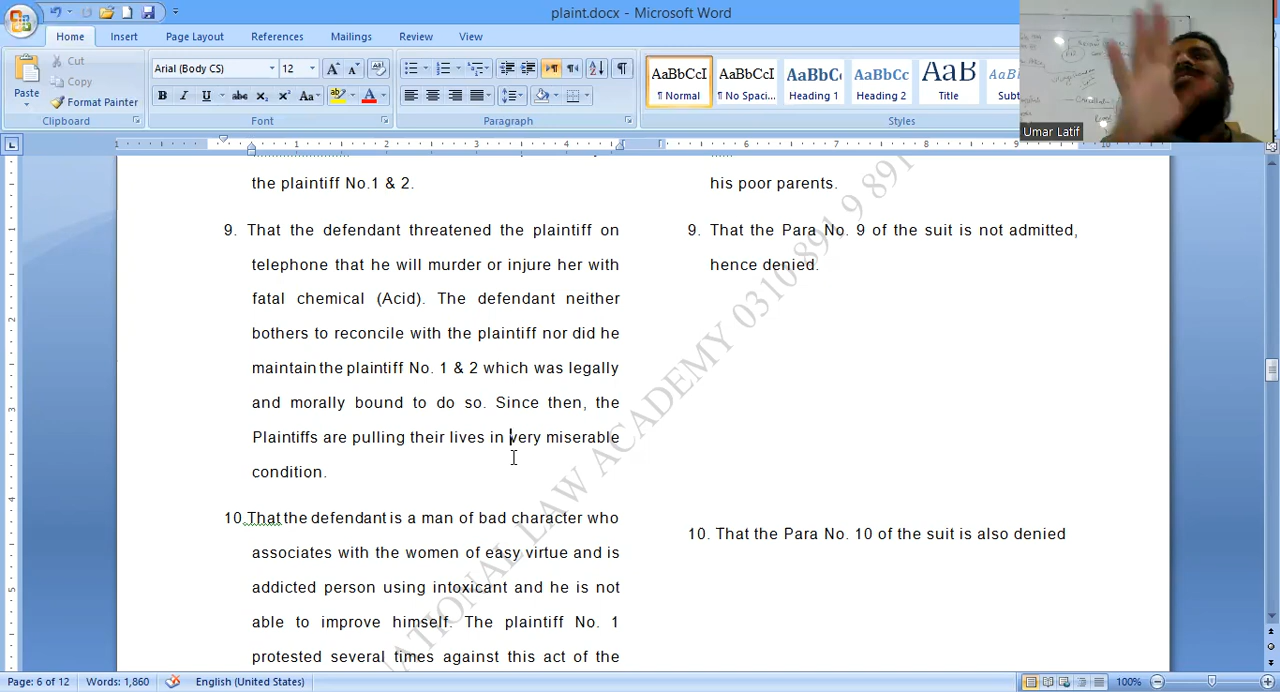 plaint.docx - Microsoft Word
Home Insert Page Layout References Mailings Review View
Cut
Copy
Format Painter
Paste
Clipboard
Arial (Body CS) 12
Font
Paragraph
AaBbCcI AaBbCcI AaBbC AaBbCc AaB AaBbCc
¶ Normal ¶ No Spaci... Heading 1 Heading 2 Title Subt
Styles
Umar Latif
the plaintiff No.1 & 2.
9. That the defendant threatened the plaintiff on
telephone that he will murder or injure her with
fatal chemical (Acid). The defendant neither
bothers to reconcile with the plaintiff nor did he
maintain the plaintiff No. 1 & 2 which was legally
and morally bound to do so. Since then, the
Plaintiffs are pulling their lives in very miserable
condition.
10. That the defendant is a man of bad character who
associates with the women of easy virtue and is
addicted person using intoxicant and he is not
able to improve himself. The plaintiff No. 1
protested several times against this act of the
his poor parents.
9. That the Para No. 9 of the suit is not admitted,
hence denied.
10. That the Para No. 10 of the suit is also denied
NATIONAL LAW ACADEMY 0310 891 9 891
Page: 6 of 12 Words: 1,860 English (United States) 100%